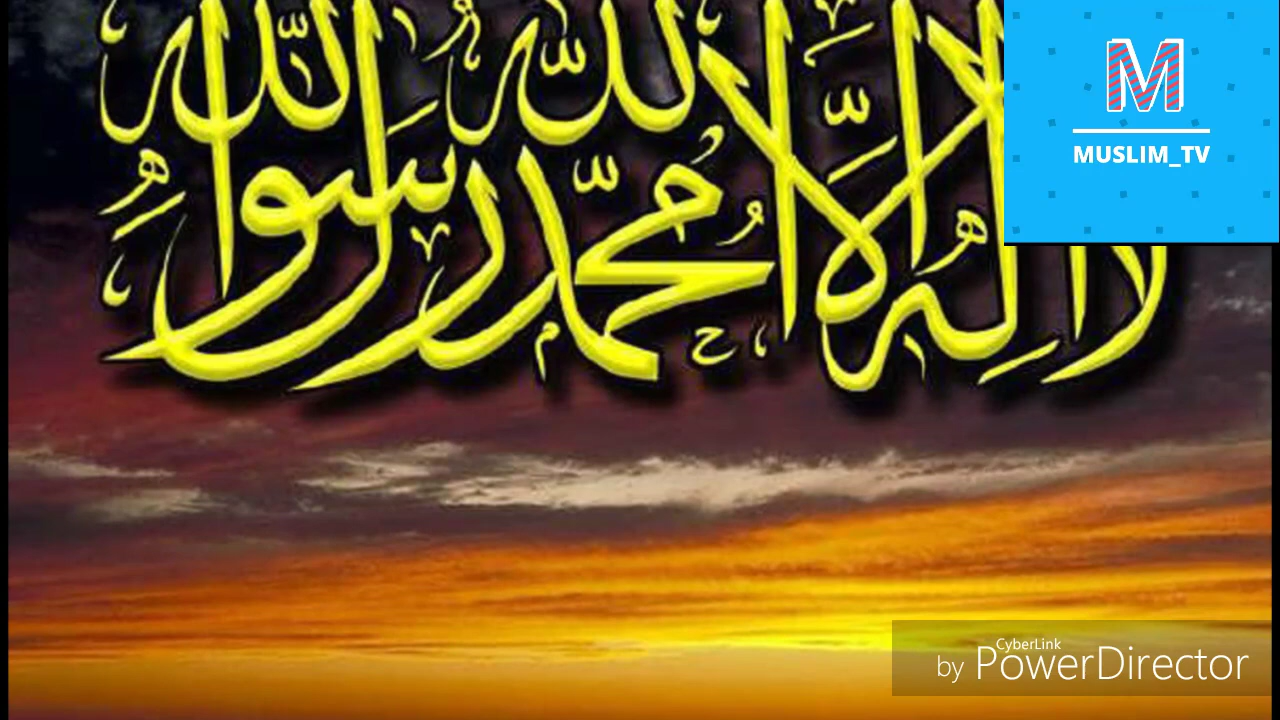 لا إله إلا الله محمد رسول الله
M
MUSLIM_TV
CyberLink
by PowerDirector